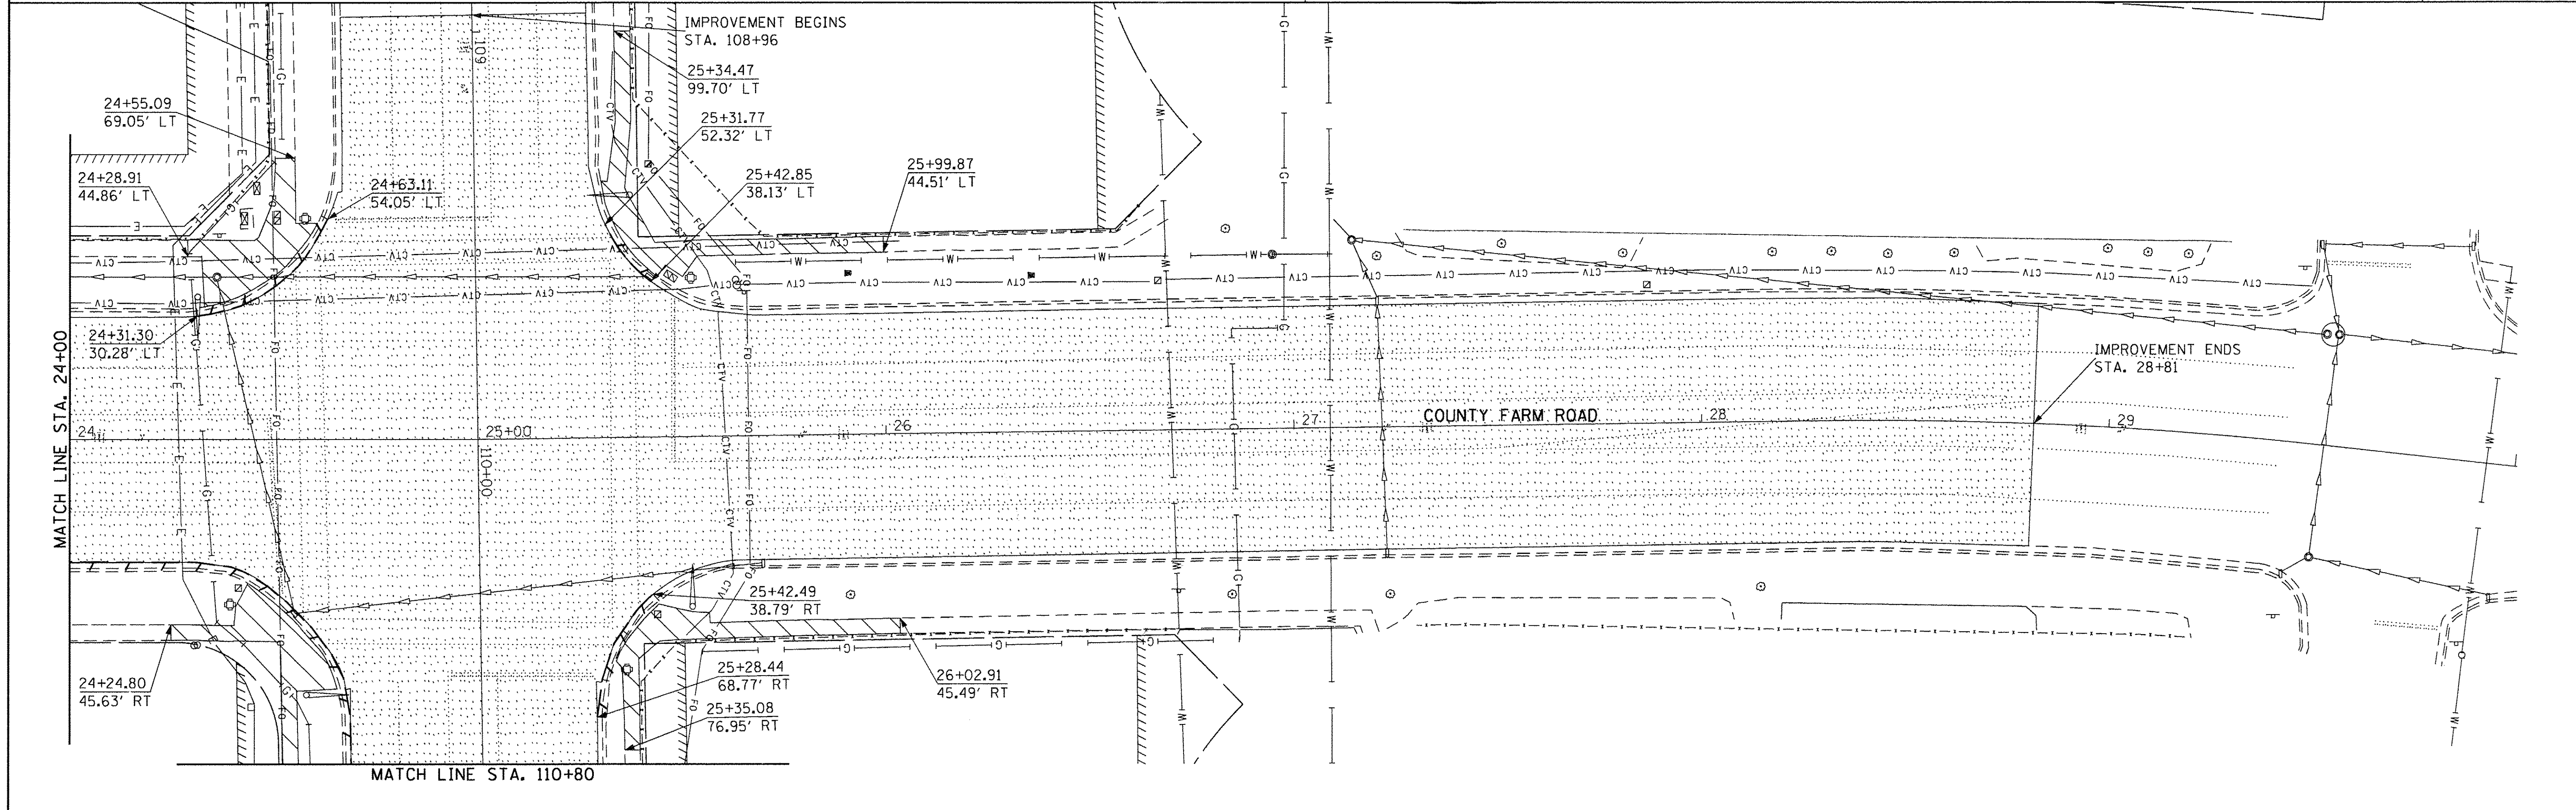 IMPROVEMENT BEGINS
STA. 108+96
109
25+34.47
99.70' LT
24+55.09
69.05' LT
25+31.77
52.32' LT
24+28.91
44.86' LT
24+63.11
54.05' LT
25+42.85
38.13' LT
25+99.87
44.51' LT
24+31.30
30.28' LT
MATCH LINE STA. 24+00
IMPROVEMENT ENDS
STA. 28+81
24
25+00
26
27
COUNTY FARM ROAD
28
29
110+00
25+42.49
38.79' RT
24+24.80
45.63' RT
25+28.44
68.77' RT
25+35.08
76.95' RT
26+02.91
45.49' RT
MATCH LINE STA. 110+80